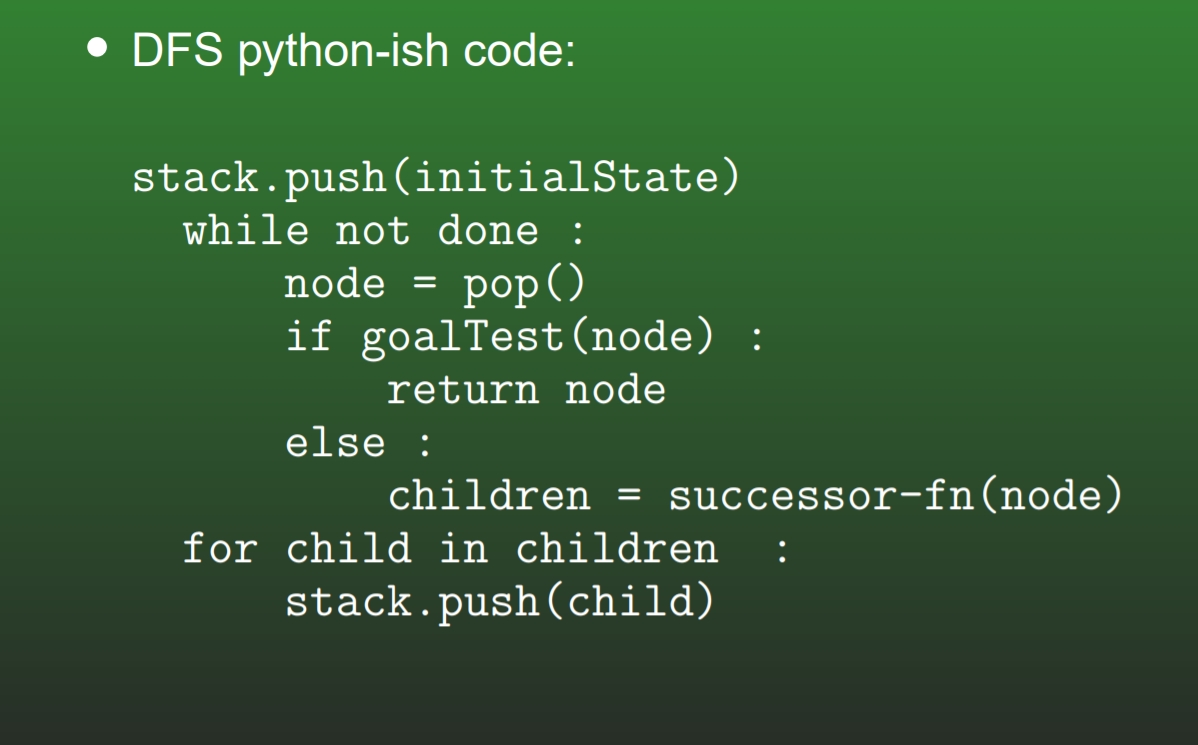 • DFS python-ish code:
stack.push(initialState)
while not done :
node = pop()
if goalTest(node) :
return node
else :
children = successor-fn(node)
for child in children :
stack.push(child)